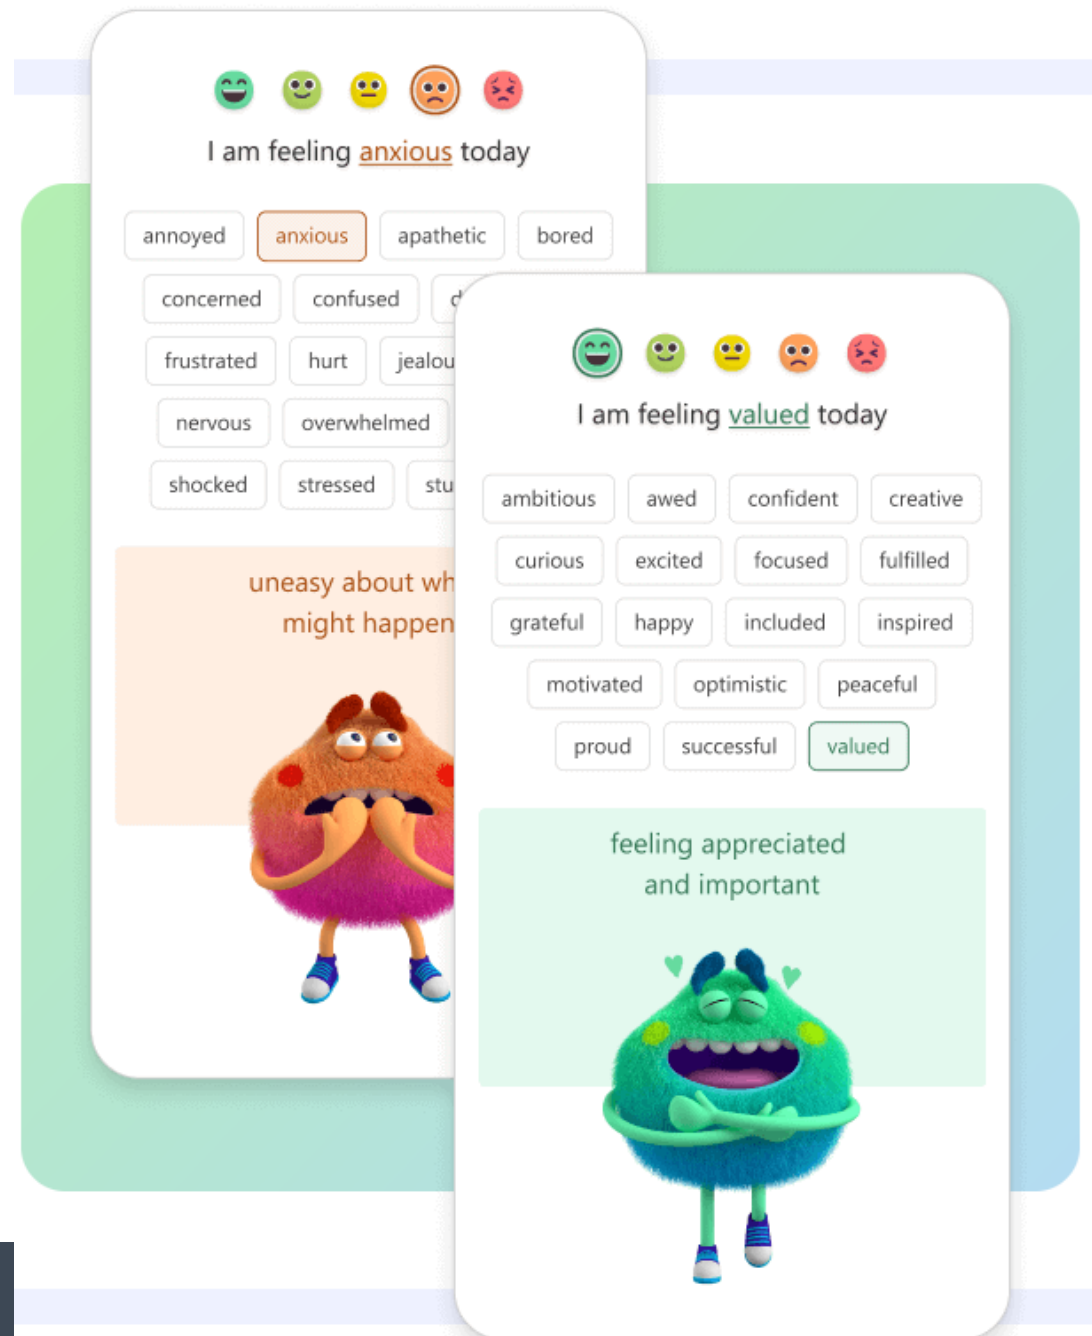 I am feeling anxious today
annoyed anxious apathetic bored
concerned confused
frustrated hurt
nervous overwhelmed
shocked stressed
uneasy about
might happen
I am feeling valued today
ambitious awed confident creative
curious excited focused fulfilled
grateful happy included inspired
motivated optimistic peaceful
proud successful valued
feeling appreciated
and important